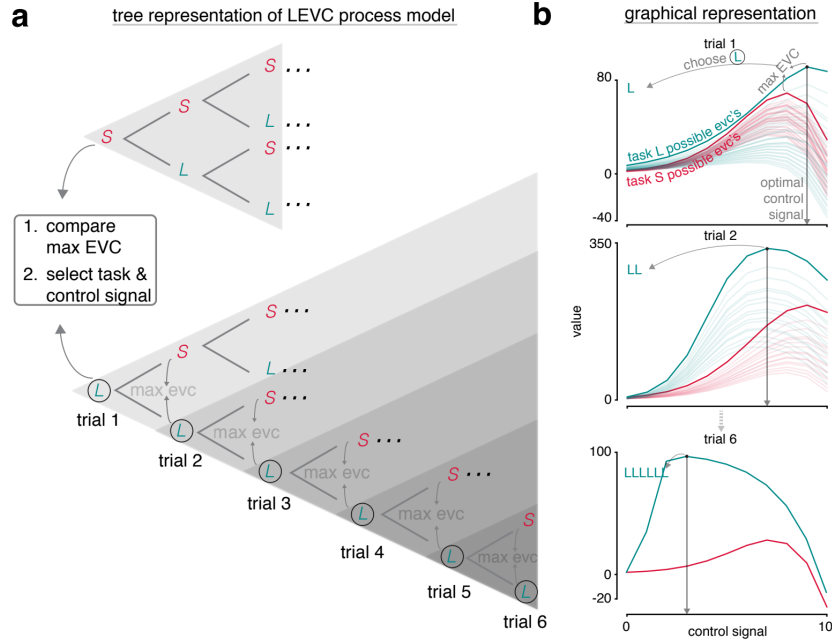 a
tree representation of LEVC process model
S
S
S ...
L ...
L
S ...
L ...
1. compare
max EVC
2. select task &
control signal
S
S ...
L ...
L
max evc
trial 1
S ...
L
max evc
trial 2
S ...
L
max evc
trial 3
S ...
L
max evc
trial 4
S
L
max evc
trial 5
L
trial 6
b
graphical representation
trial 1
choose L
max EVC
80
L
task L possible evc's
task S possible evc's
0
optimal
control
signal
-40
trial 2
350
LL
value
0
trial 6
100
LLLLLL
0
-20
0
control signal
10